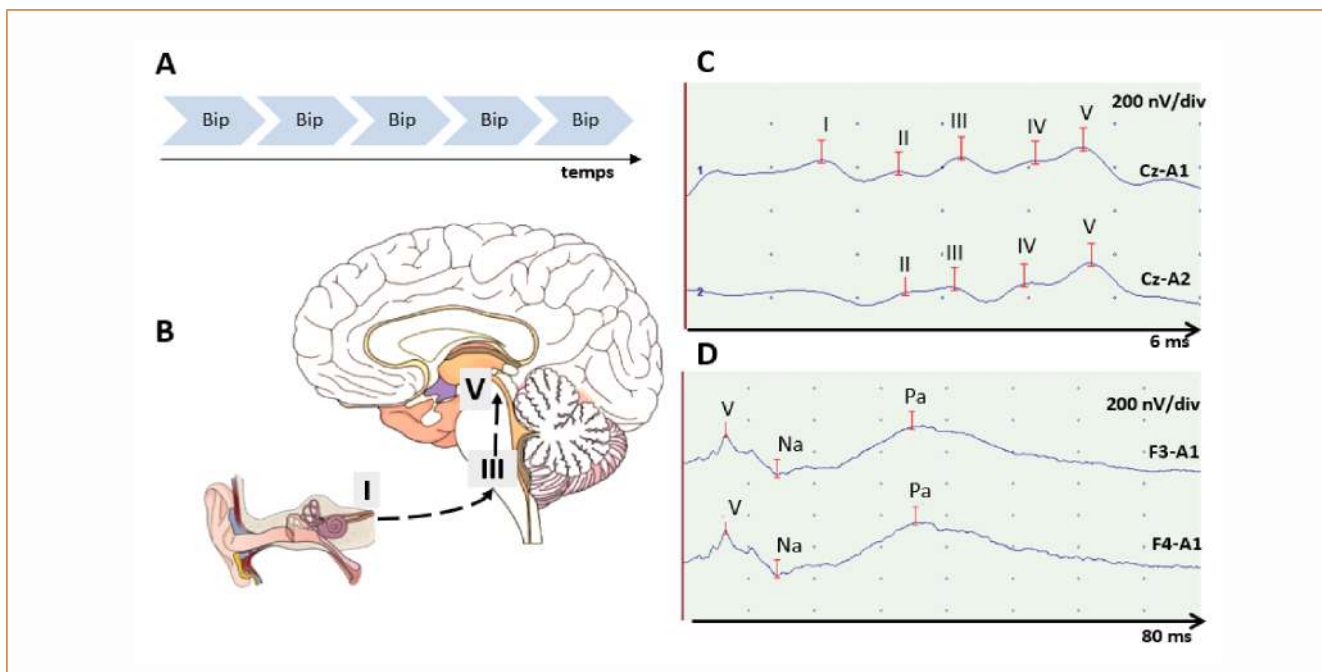 A
Bip Bip Bip Bip Bip
temps
B
V
III
I
C
200 nV/div
I II III IV V
1
Cz-A1
II III IV V
2
Cz-A2
6 ms
D
200 nV/div
V Na Pa
F3-A1
V Na Pa
F4-A1
80 ms